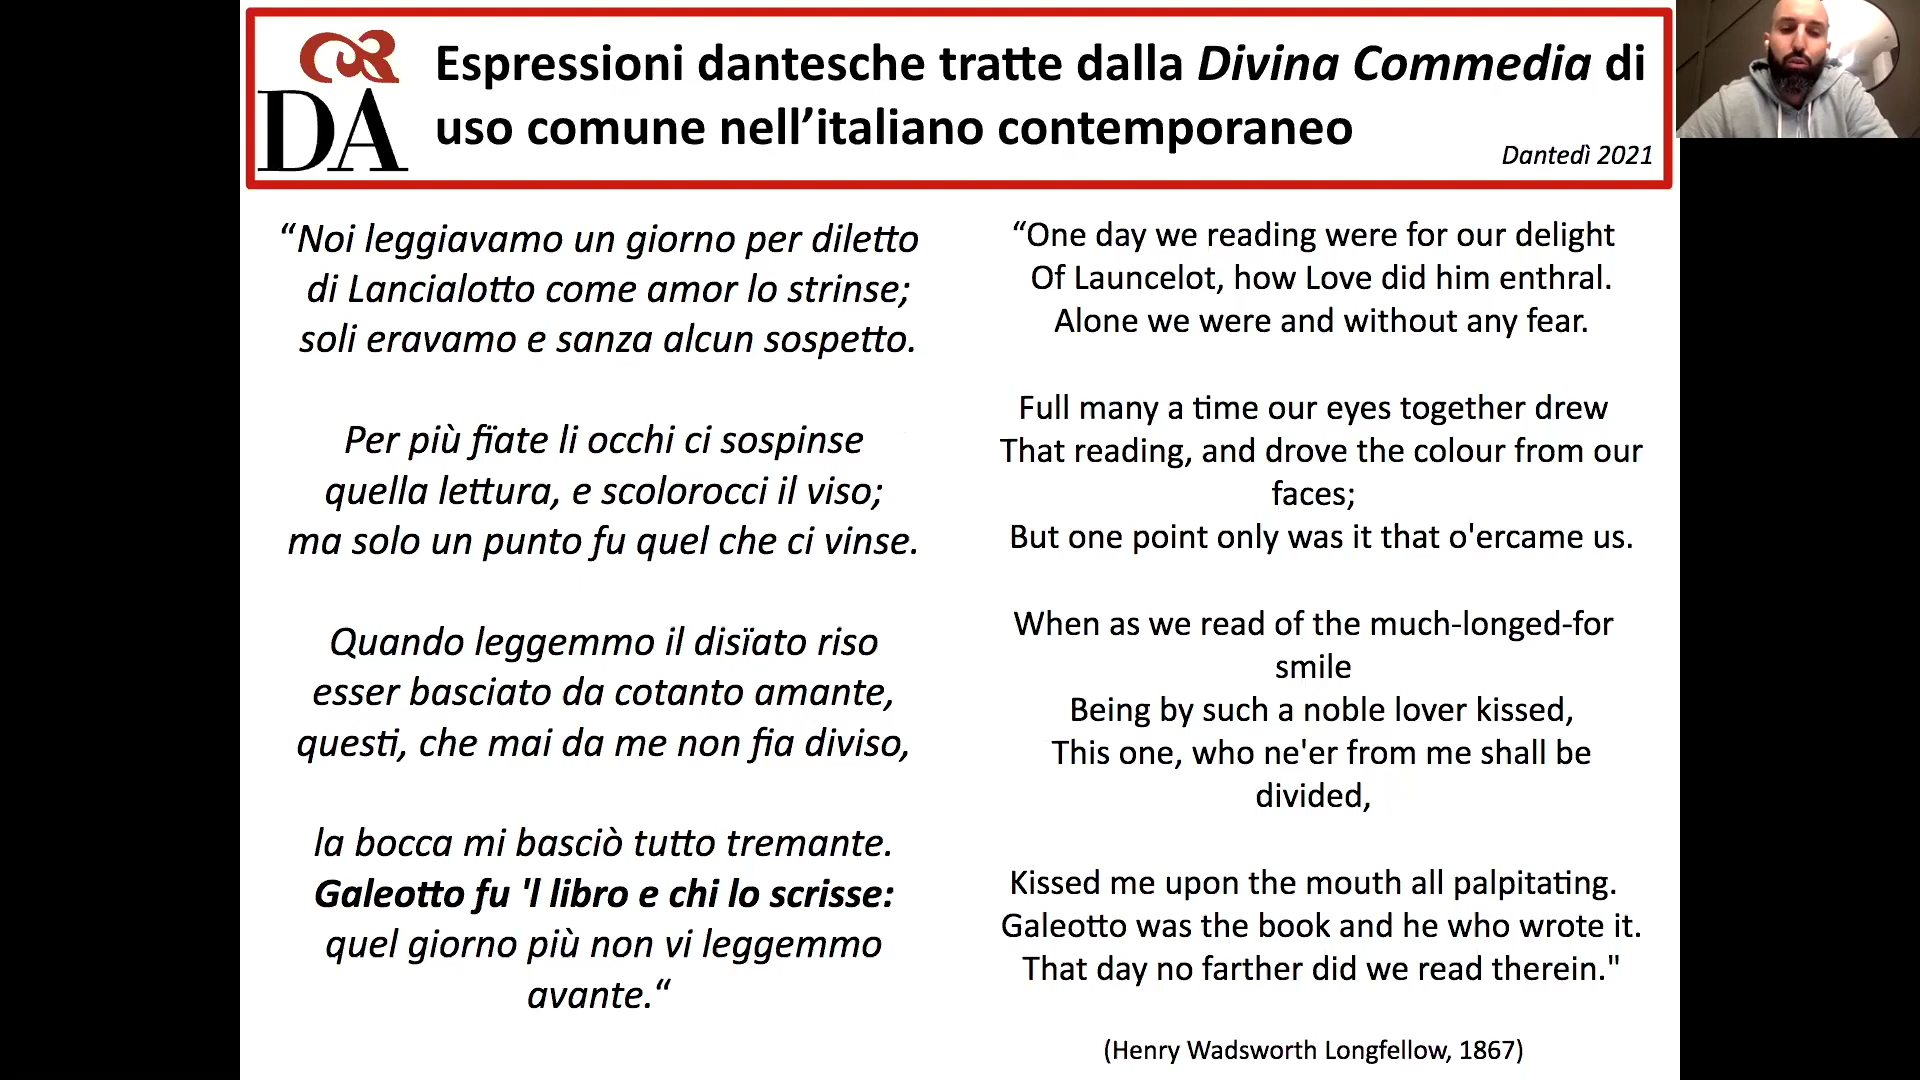 DA
Espressioni dantesche tratte dalla Divina Commedia di
uso comune nell’italiano contemporaneo
Dantedì 2021
“Noi leggiavamo un giorno per diletto
di Lancialotto come amor lo strinse;
soli eravamo e sanza alcun sospetto.
Per più fïate li occhi ci sospinse
quella lettura, e scolorocci il viso;
ma solo un punto fu quel che ci vinse.
Quando leggemmo il disïato riso
esser basciato da cotanto amante,
questi, che mai da me non fia diviso,
la bocca mi basciò tutto tremante.
Galeotto fu 'l libro e chi lo scrisse:
quel giorno più non vi leggemmo
avante.“
“One day we reading were for our delight
Of Launcelot, how Love did him enthral.
Alone we were and without any fear.
Full many a time our eyes together drew
That reading, and drove the colour from our
faces;
But one point only was it that o'ercame us.
When as we read of the much-longed-for
smile
Being by such a noble lover kissed,
This one, who ne'er from me shall be
divided,
Kissed me upon the mouth all palpitating.
Galeotto was the book and he who wrote it.
That day no farther did we read therein."
(Henry Wadsworth Longfellow, 1867)